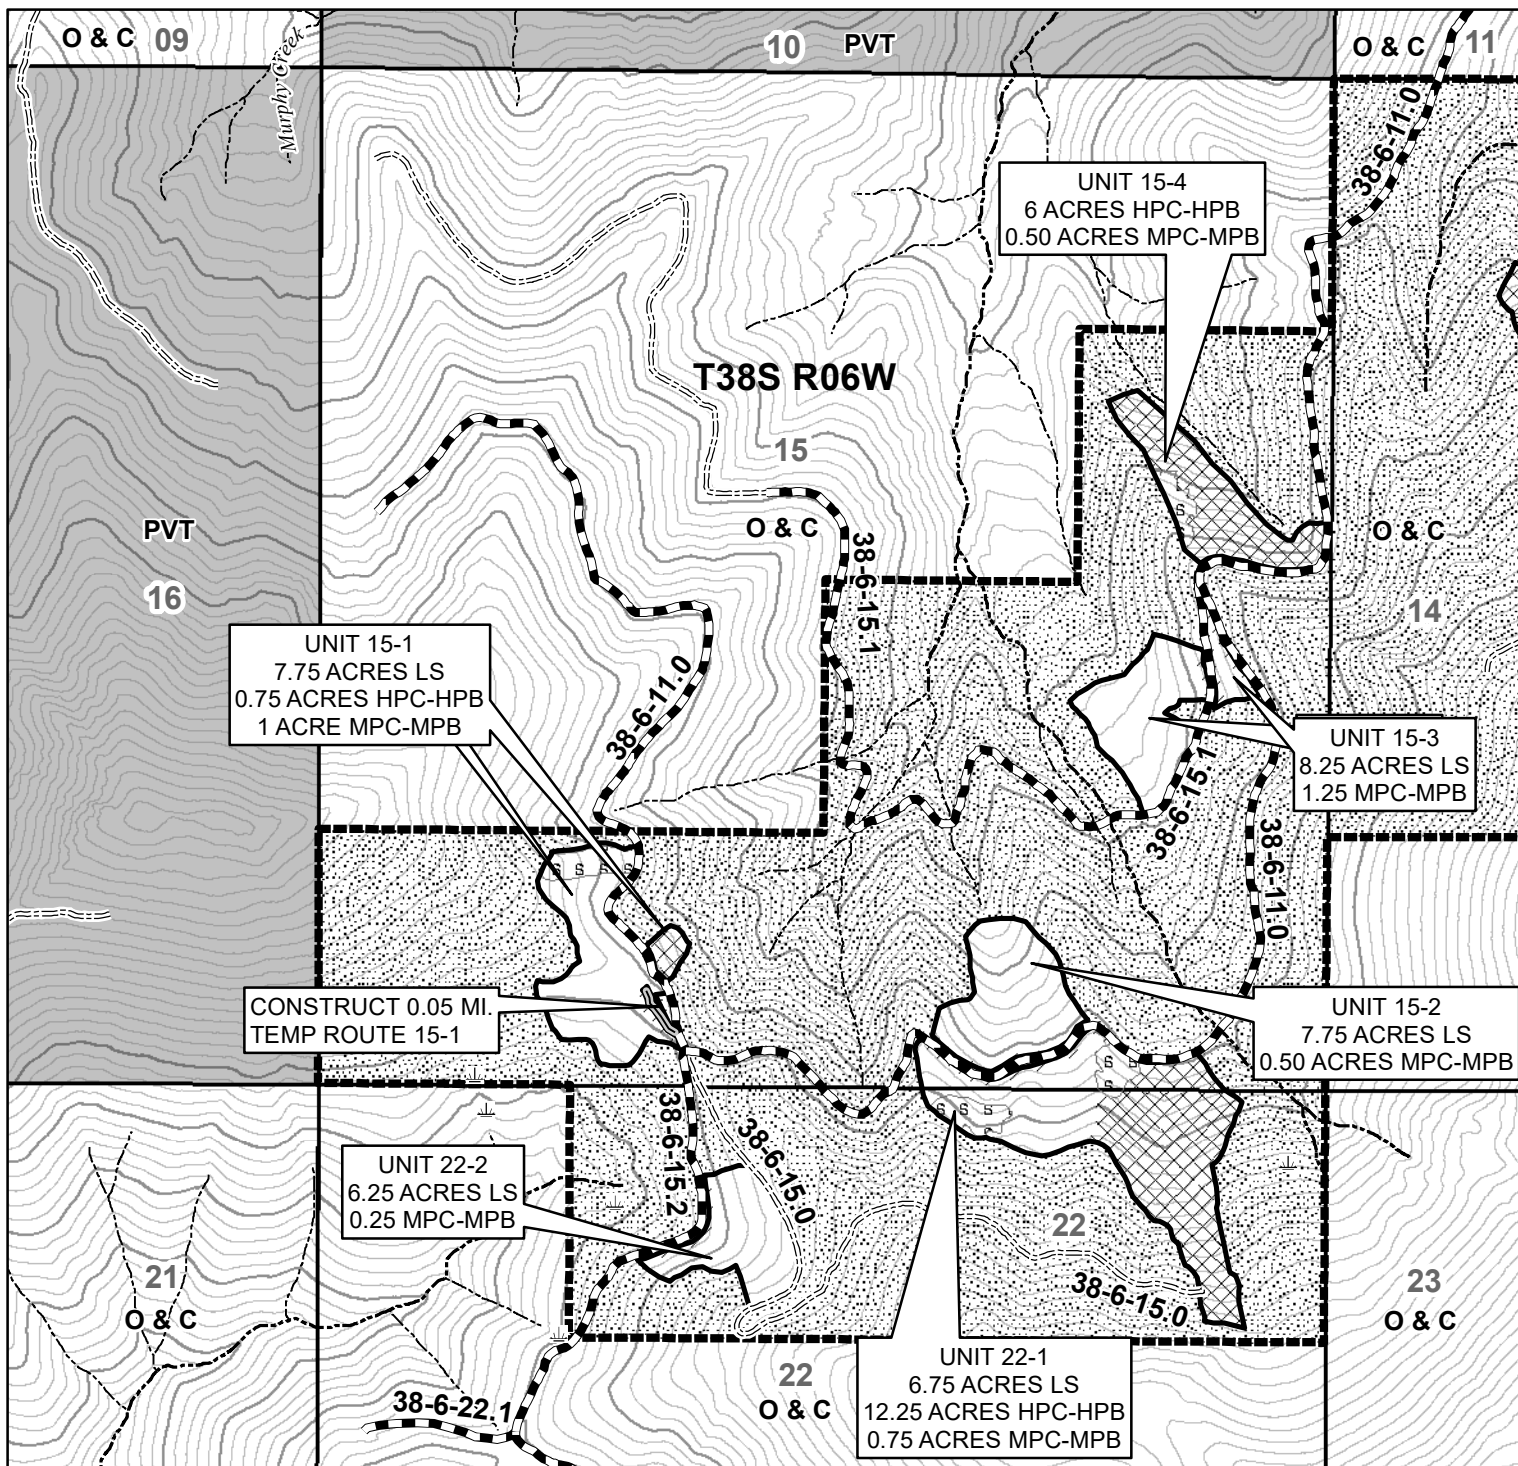 O & C 09
Murphy Creek
10 PVT
O & C 11
38-6-11.0
UNIT 15-4
6 ACRES HPC-HPB
0.50 ACRES MPC-MPB
T38S R06W
15
O & C
PVT
16
O & C
14
38-6-15.1
UNIT 15-1
7.75 ACRES LS
0.75 ACRES HPC-HPB
1 ACRE MPC-MPB
38-6-11.0
UNIT 15-3
8.25 ACRES LS
1.25 MPC-MPB
38-6-15.1
38-6-11.0
S
S S S S
CONSTRUCT 0.05 MI.
TEMP ROUTE 15-1
UNIT 15-2
7.75 ACRES LS
0.50 ACRES MPC-MPB
S S
S
S S S
38-6-15.2
38-6-15.0
UNIT 22-2
6.25 ACRES LS
0.25 MPC-MPB
22
38-6-15.0
21
O & C
23
O & C
UNIT 22-1
6.75 ACRES LS
12.25 ACRES HPC-HPB
0.75 ACRES MPC-MPB
22
O & C
38-6-22.1